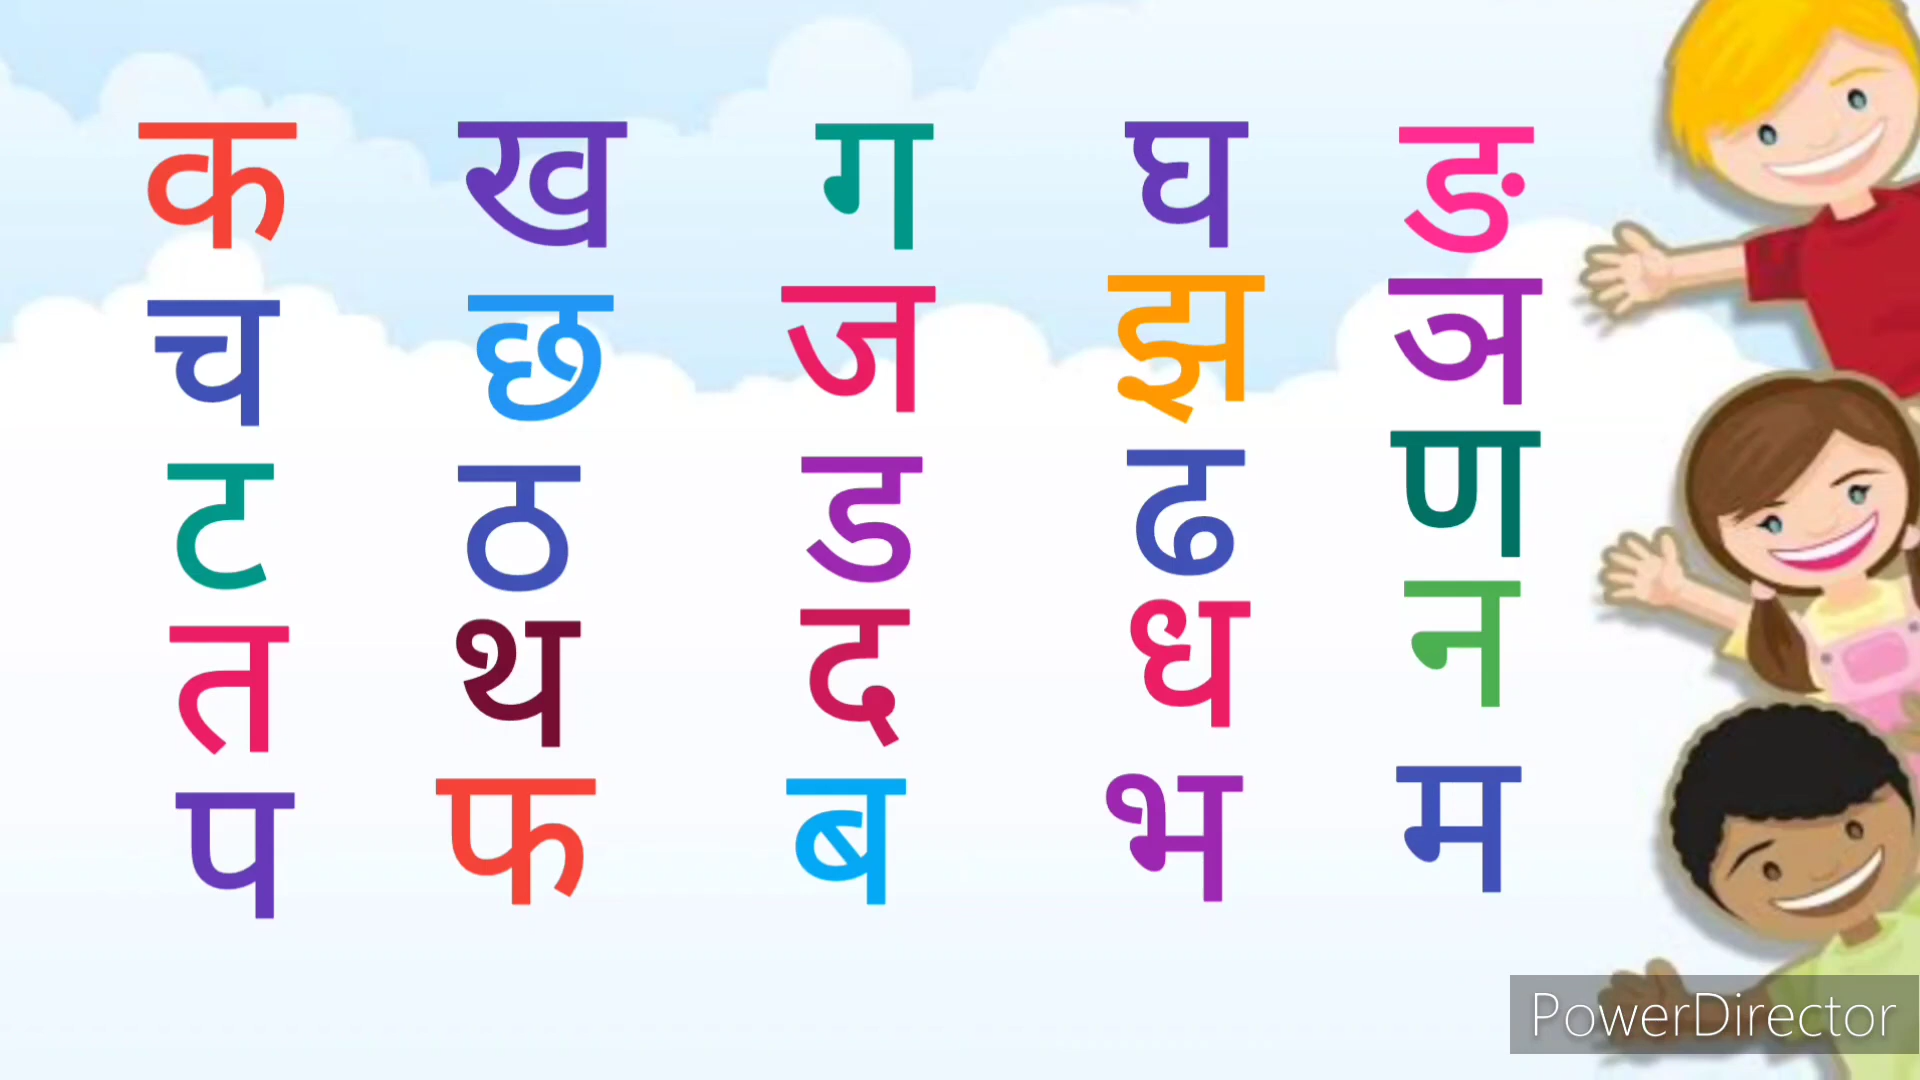 क ख ग घ ङ
च छ ज झ ञ
ट ठ ड ढ ण
त थ द ध न
प फ ब भ म
PowerDirector